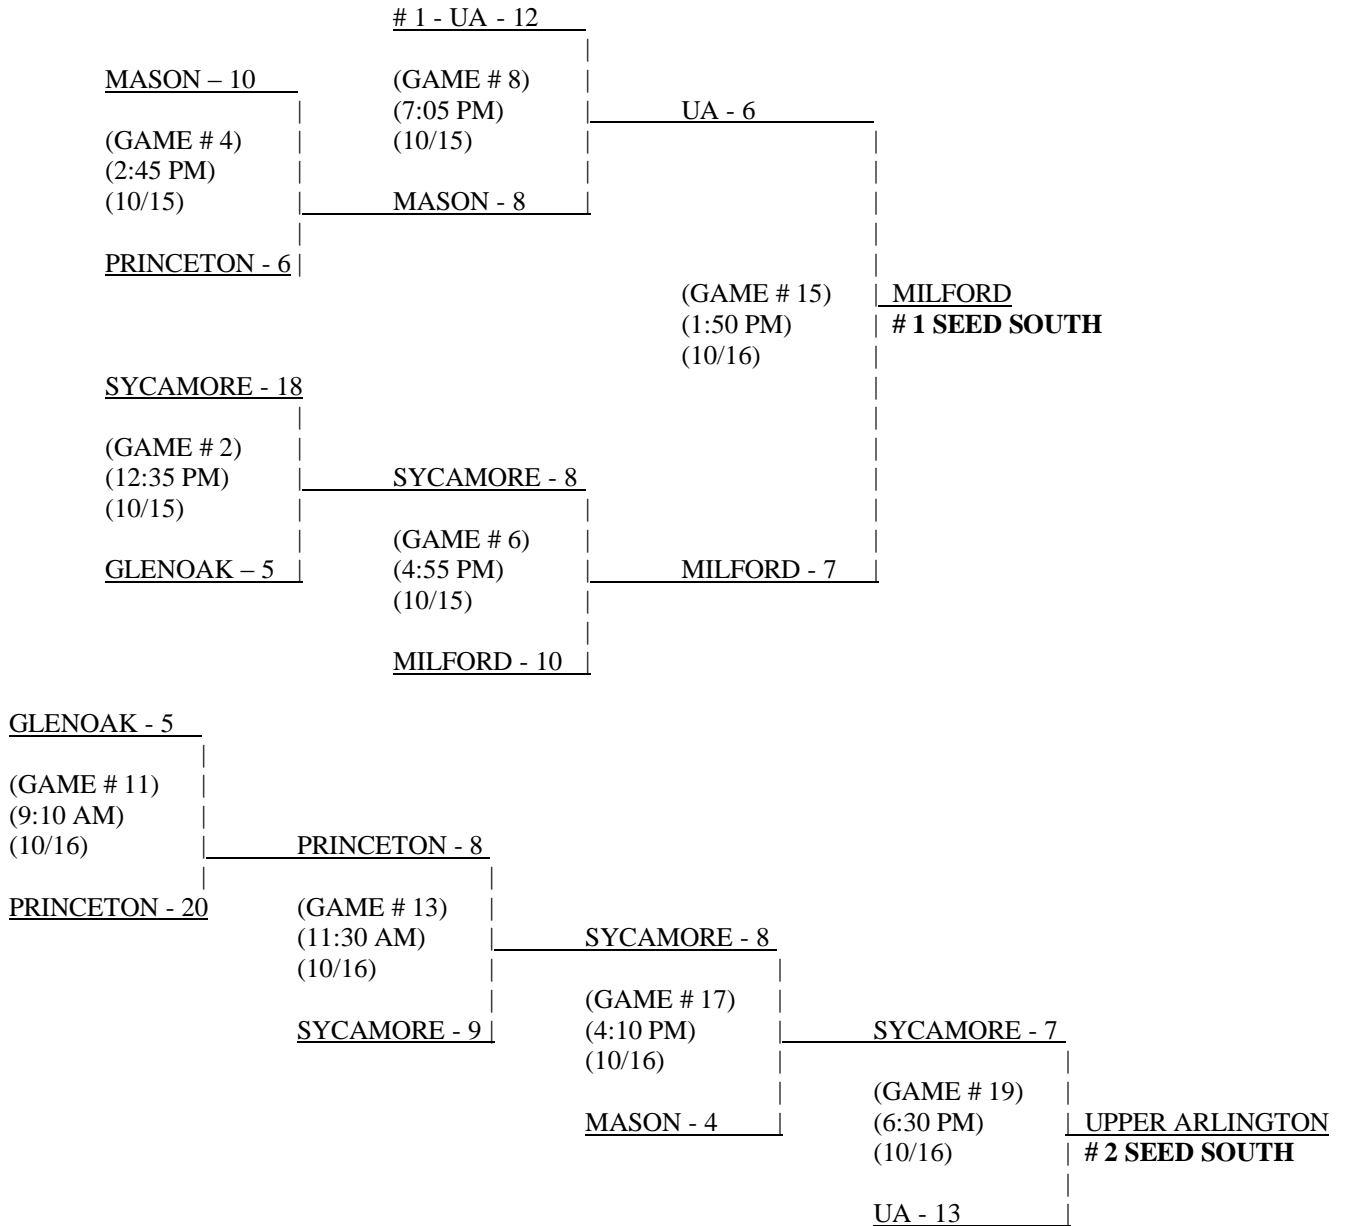 # 1 - UA - 12
MASON – 10 (GAME # 8)
(7:05 PM) UA - 6
(GAME # 4) (10/15)
(2:45 PM)
(10/15) MASON - 8
PRINCETON - 6
(GAME # 15) MILFORD
(1:50 PM) # 1 SEED SOUTH
(10/16)
SYCAMORE - 18
(GAME # 2)
(12:35 PM) SYCAMORE - 8
(10/15)
(GAME # 6)
GLENOAK – 5 (4:55 PM) MILFORD - 7
(10/15)
MILFORD - 10
GLENOAK - 5
(GAME # 11)
(9:10 AM)
(10/16) PRINCETON - 8
PRINCETON - 20 (GAME # 13)
(11:30 AM) SYCAMORE - 8
(10/16)
(GAME # 17)
SYCAMORE - 9 (4:10 PM) SYCAMORE - 7
(10/16)
(GAME # 19)
MASON - 4 (6:30 PM) UPPER ARLINGTON
(10/16) # 2 SEED SOUTH
UA - 13